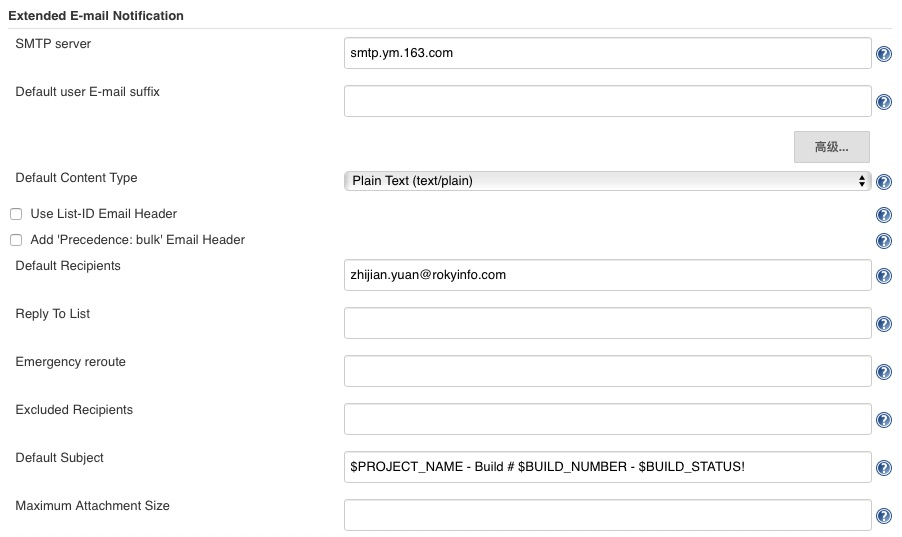 Extended E-mail Notification
SMTP server
smtp.ym.163.com
Default user E-mail suffix
高级...
Default Content Type
Plain Text (text/plain)
Use List-ID Email Header
Add 'Precedence: bulk' Email Header
Default Recipients
zhijian.yuan@rokyinfo.com
Reply To List
Emergency reroute
Excluded Recipients
Default Subject
$PROJECT_NAME - Build # $BUILD_NUMBER - $BUILD_STATUS!
Maximum Attachment Size